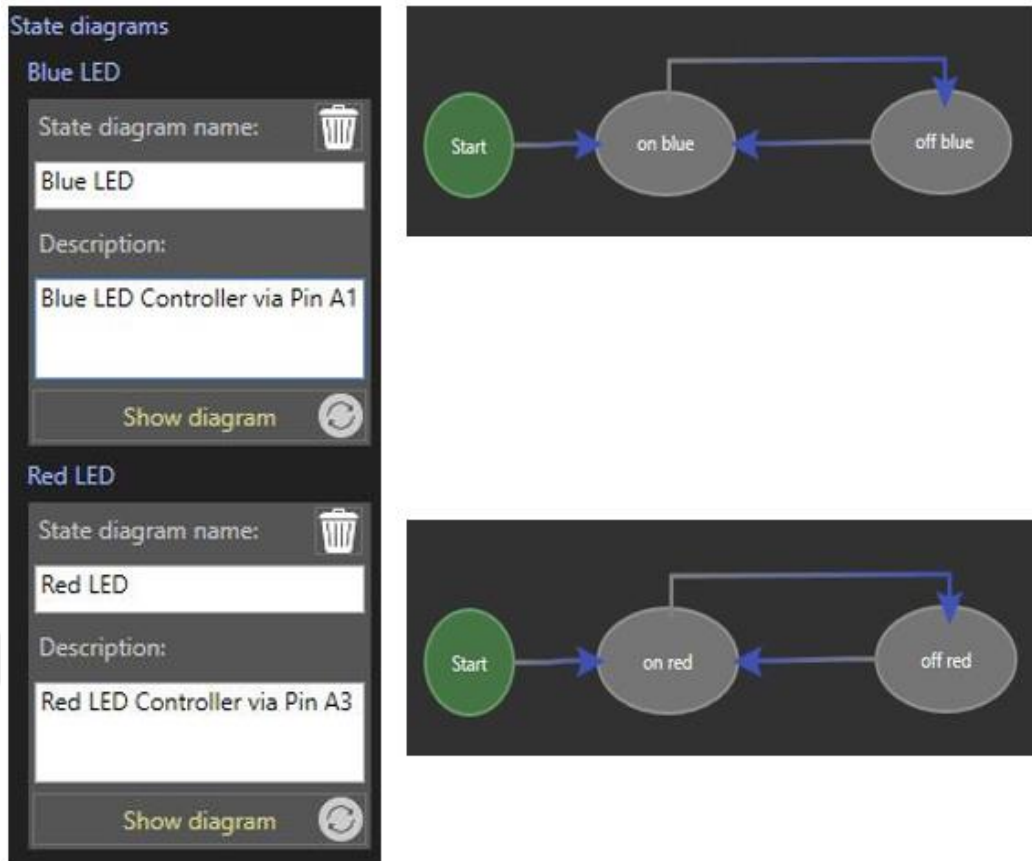 State diagrams
Blue LED
State diagram name:
Blue LED
Description:
Blue LED Controller via Pin A1
Show diagram
Red LED
State diagram name:
Red LED
Description:
Red LED Controller via Pin A3
Show diagram
Start
on blue
off blue
Start
on red
off red